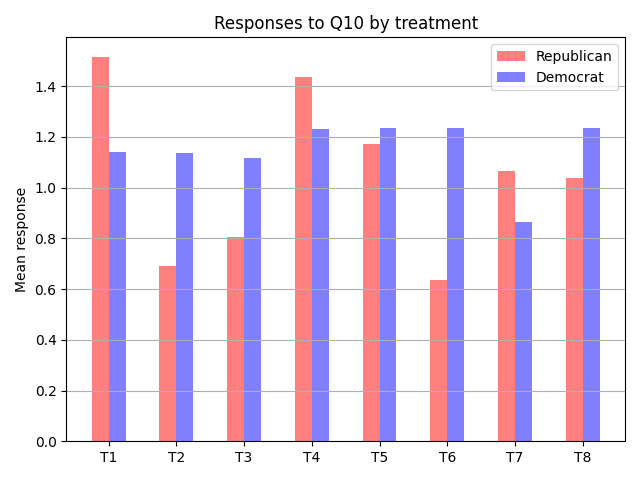 Responses to Q10 by treatment
Republican
Democrat
Mean response
1.4
1.2
1.0
0.8
0.6
0.4
0.2
0.0
T1 T2 T3 T4 T5 T6 T7 T8